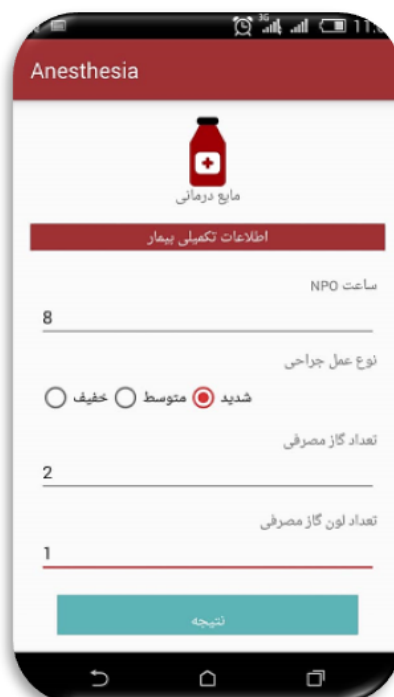 3G
Anesthesia
مایع درمانی
اطلاعات تکمیلی بیمار
ساعت NPO
8
نوع عمل جراحی
شدید متوسط خفیف
تعداد گاز مصرفی
2
تعداد لون گاز مصرفی
1
نتیجه